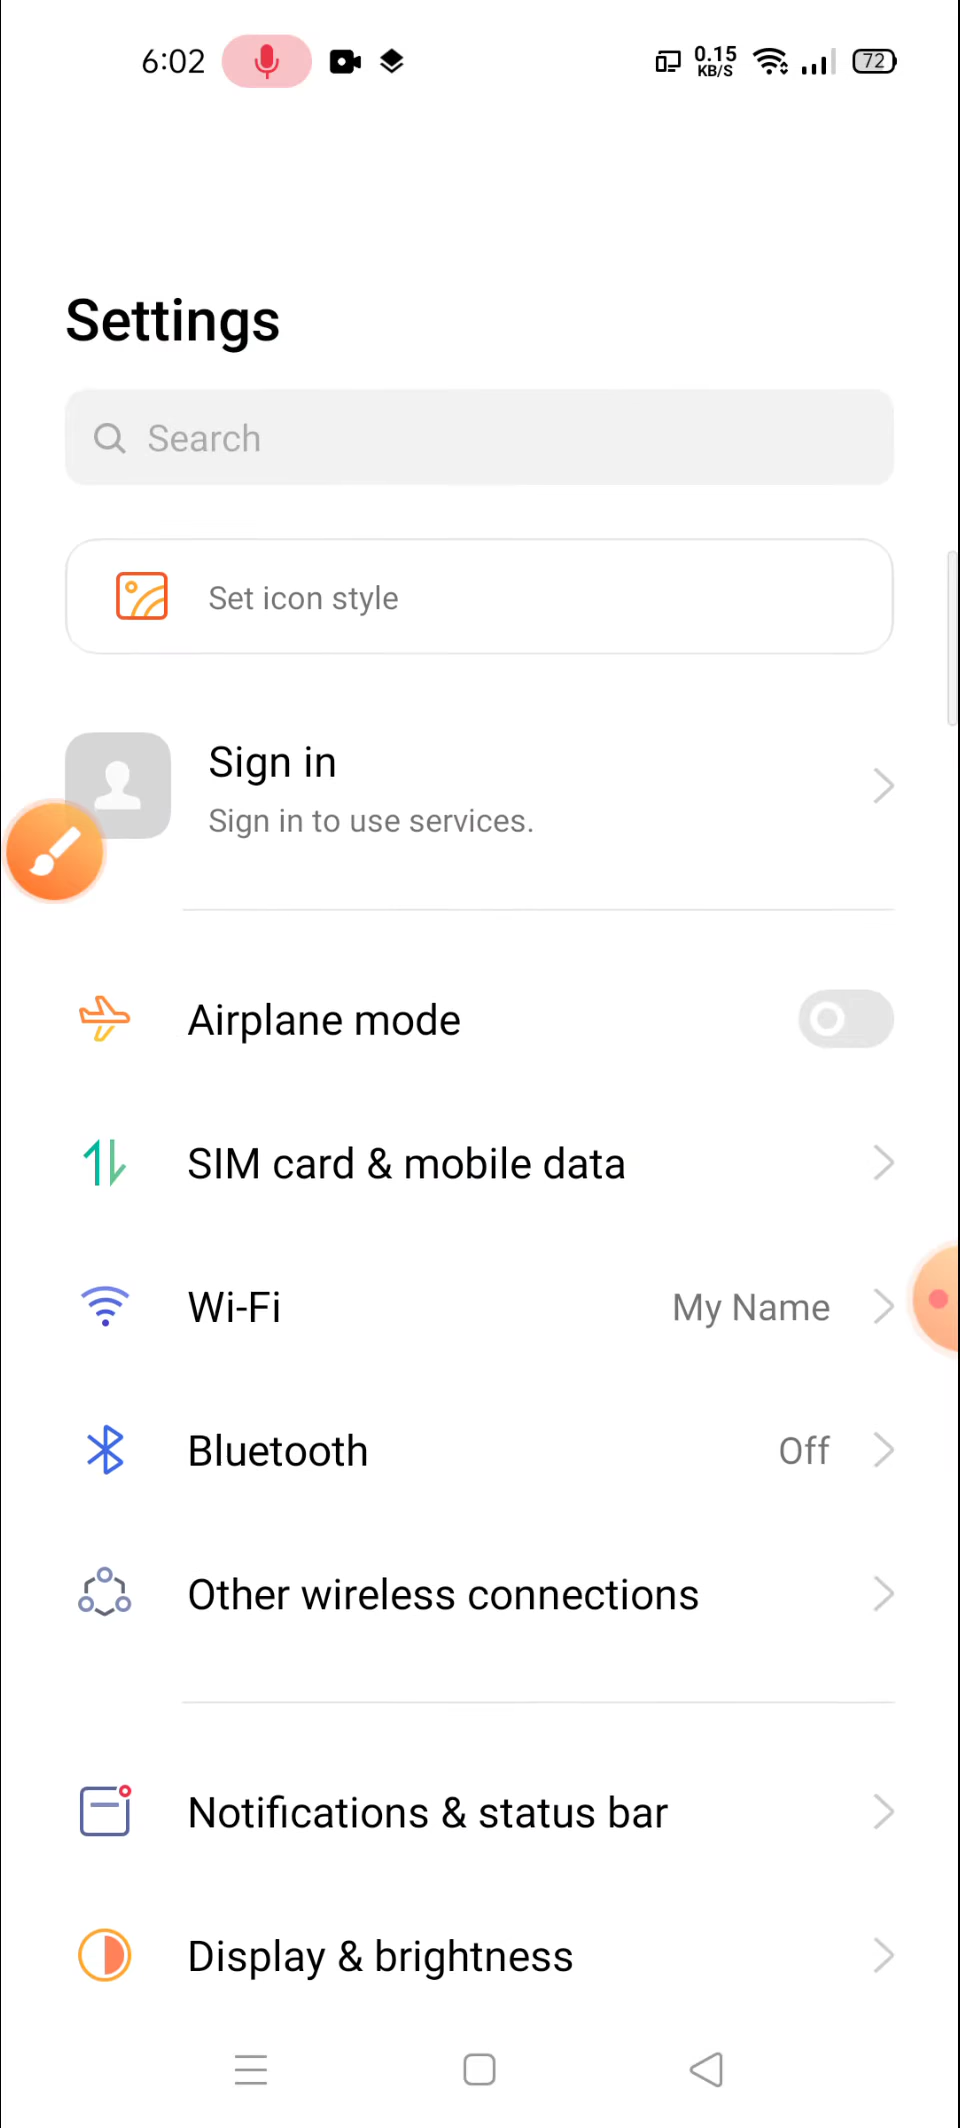 6:02
0.15
KB/S
72
Settings
Search
Set icon style
Sign in
Sign in to use services.
Airplane mode
SIM card & mobile data
Wi-Fi My Name
Bluetooth Off
Other wireless connections
Notifications & status bar
Display & brightness